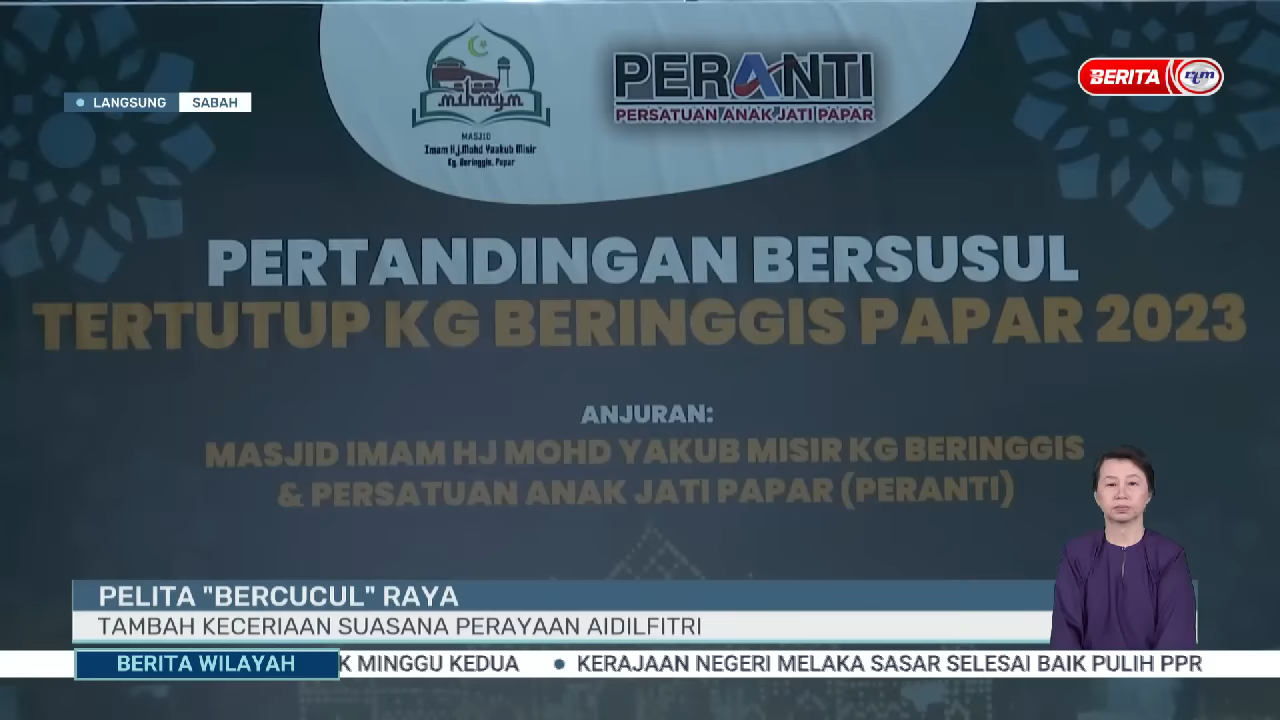 PERANTI
PERSATUAN ANAK JATI PAPAR
BERITA rtm
LANGSUNG SABAH
mihmym
MASJID
Imam Hj.Mohd Yaakub Misir
Kg. Beringgis, Papar
PERTANDINGAN BERSUSUL
TERTUTUP KG BERINGGIS PAPAR 2023
ANJURAN:
MASJID IMAM HJ MOHD YAKUB MISIR KG BERINGGIS
& PERSATUAN ANAK JATI PAPAR (PERANTI)
PELITA "BERCUCUL" RAYA
TAMBAH KECERIAAN SUASANA PERAYAAN AIDILFITRI
BERITA WILAYAH K MINGGU KEDUA • KERAJAAN NEGERI MELAKA SASAR SELESAI BAIK PULIH PPR